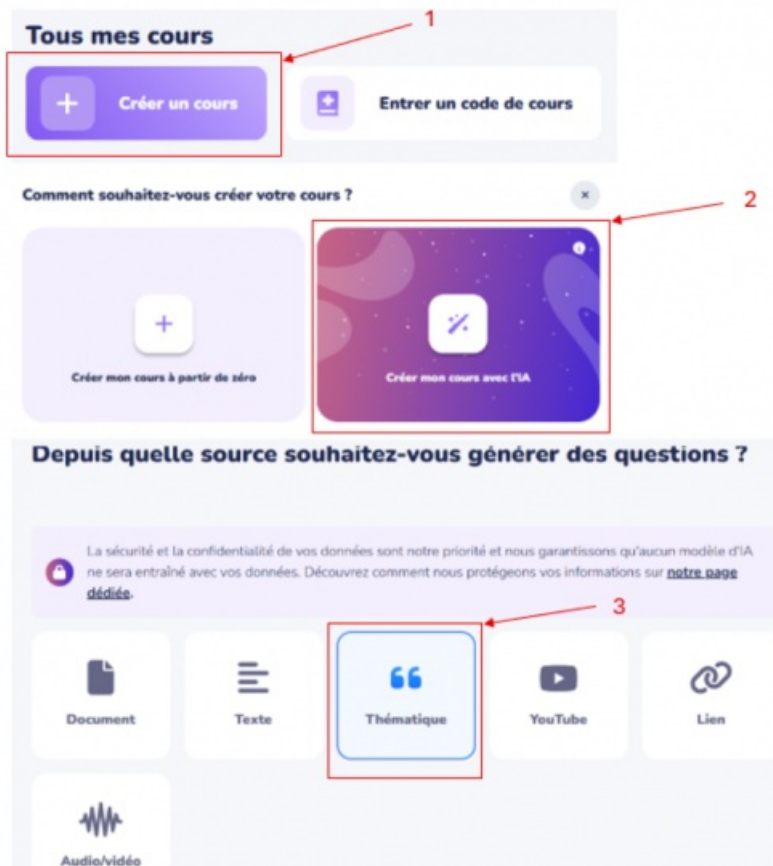 Tous mes cours
1
Créer un cours
Entrer un code de cours
Comment souhaitez-vous créer votre cours ?
2
Créer mon cours à partir de zéro
Créer mon cours avec l'IA
Depuis quelle source souhaitez-vous générer des questions ?
La sécurité et la confidentialité de vos données sont notre priorité et nous garantissons qu'aucun modèle d'IA
ne sera entraîné avec vos données. Découvrez comment nous protégeons vos informations sur notre page
dédiée.
3
Document
Texte
Thématique
YouTube
Lien
Audio/vidéo